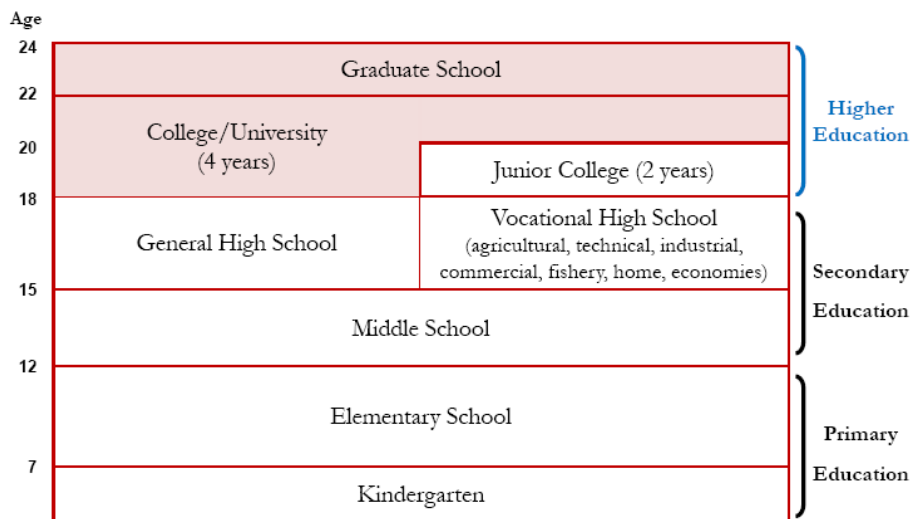 Age
24
Graduate School
22
College/University
(4 years)
Higher
Education
20
Junior College (2 years)
18
General High School
Vocational High School
(agricultural, technical, industrial,
commercial, fishery, home, economies)
Secondary
Education
15
Middle School
12
Elementary School
Primary
Education
7
Kindergarten